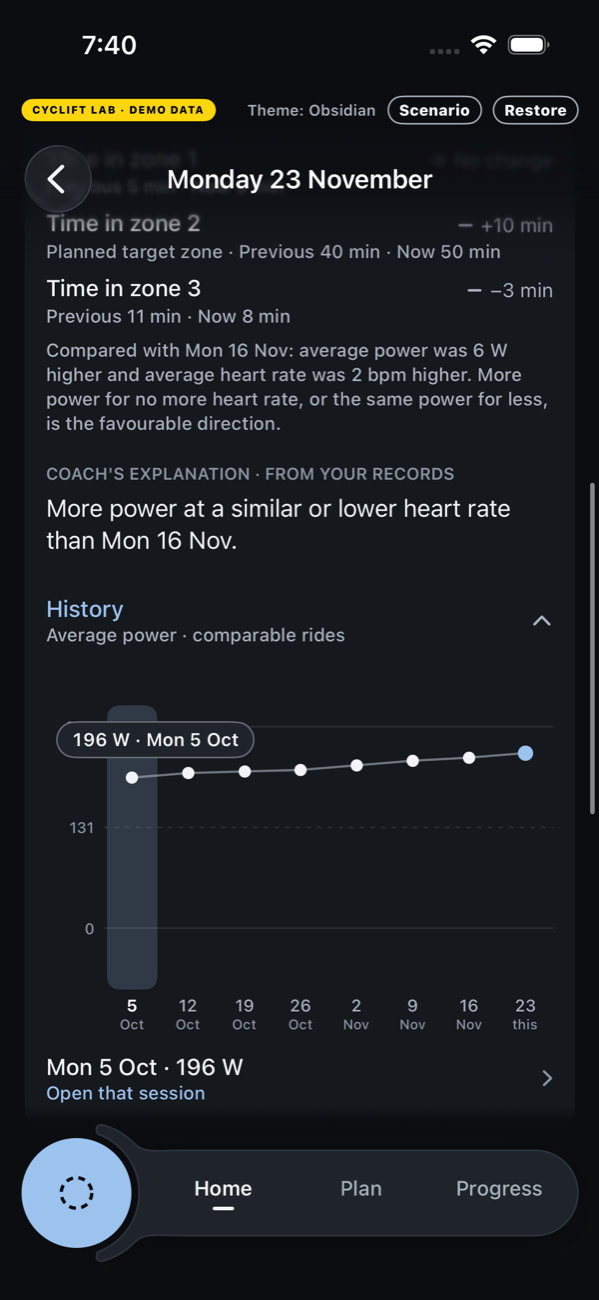 7:40
CYCLIFT LAB · DEMO DATA
Theme: Obsidian
Scenario
Restore
Monday 23 November
Time in zone 2
— +10 min
Planned target zone · Previous 40 min · Now 50 min
Time in zone 3
— −3 min
Previous 11 min · Now 8 min
Compared with Mon 16 Nov: average power was 6 W
higher and average heart rate was 2 bpm higher. More
power for no more heart rate, or the same power for less,
is the favourable direction.
COACH'S EXPLANATION · FROM YOUR RECORDS
More power at a similar or lower heart rate
than Mon 16 Nov.
History
Average power · comparable rides
196 W · Mon 5 Oct
131
0
5 12 19 26 2 9 16 23
Oct Oct Oct Oct Nov Nov Nov this
Mon 5 Oct · 196 W
Open that session
Home Plan Progress